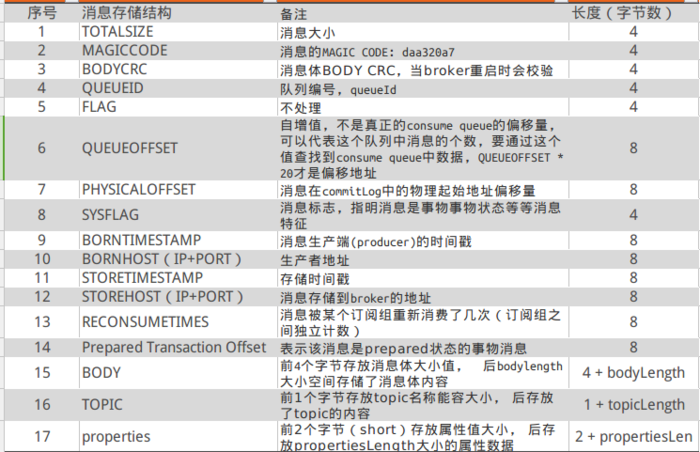 序号 消息存储结构 备注 长度（字节数）
1 TOTALSIZE 消息大小 4
2 MAGICCODE 消息的MAGIC CODE: daa320a7 4
3 BODYCRC 消息体BODY CRC，当broker重启时会校验 4
4 QUEUEID 队列编号，queueId 4
5 FLAG 不处理 4
6 QUEUEOFFSET 自增值，不是真正的consume queue的偏移量， 8
可以代表这个队列中消息的个数，要通过这个
值查找到consume queue中数据，QUEUEOFFSET *
20才是偏移地址
7 PHYSICALOFFSET 消息在commitLog中的物理起始地址偏移量 8
8 SYSFLAG 消息标志，指明消息是事物事物状态等等消息 4
特征
9 BORNTIMESTAMP 消息生产端(producer)的时间戳 8
10 BORNHOST（IP+PORT） 生产者地址 8
11 STORETIMESTAMP 存储时间戳 8
12 STOREHOST（IP+PORT） 消息存储到broker的地址 8
13 RECONSUMETIMES 消息被某个订阅组重新消费了几次（订阅组之 8
间独立计数）
14 Prepared Transaction Offset 表示该消息是prepared状态的事物消息 8
15 BODY 前4个字节存放消息体大小值， 后bodylength 4 + bodyLength
大小空间存储了消息体内容
16 TOPIC 前1个字节存放topic名称能容大小， 后存放 1 + topicLength
了topic的内容
17 properties 前2个字节（short）存放属性值大小， 后存 2 + propertiesLen
放propertiesLength大小的属性数据